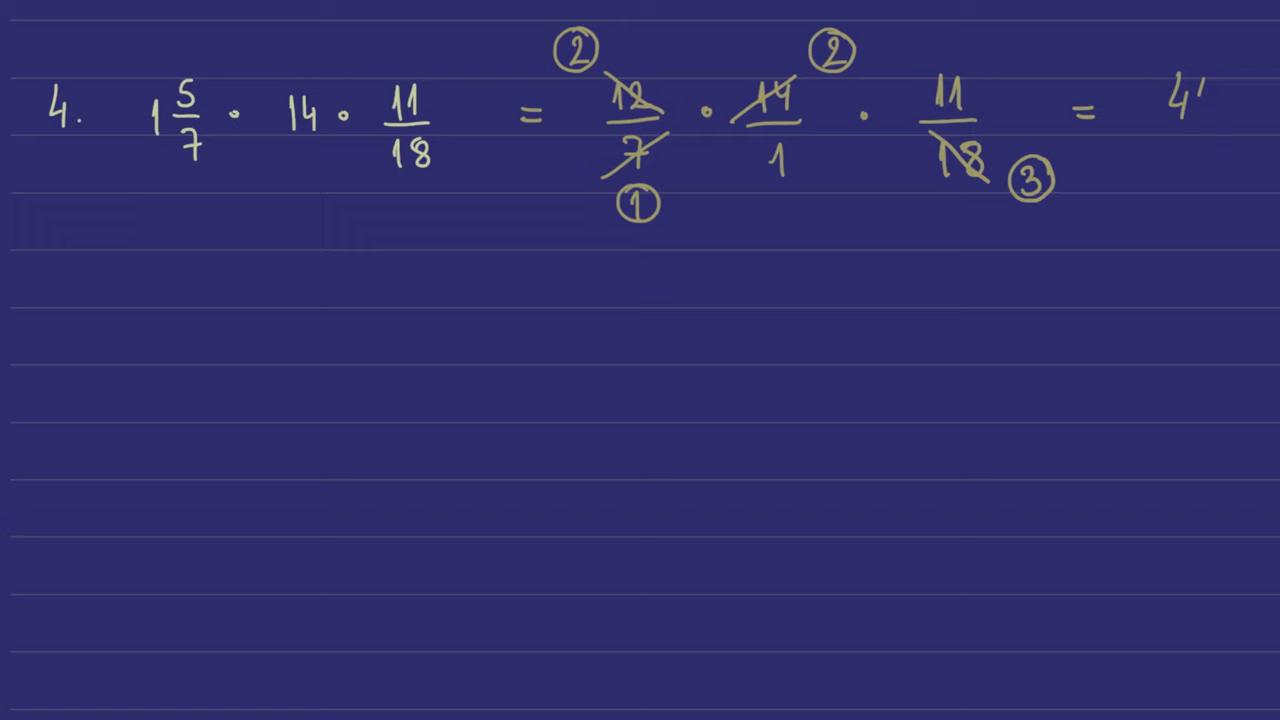 ② ②
4. 1 5/7 · 14 · 11/18 = 12/7 · 14/1 · 11/18 = 4'
① ③